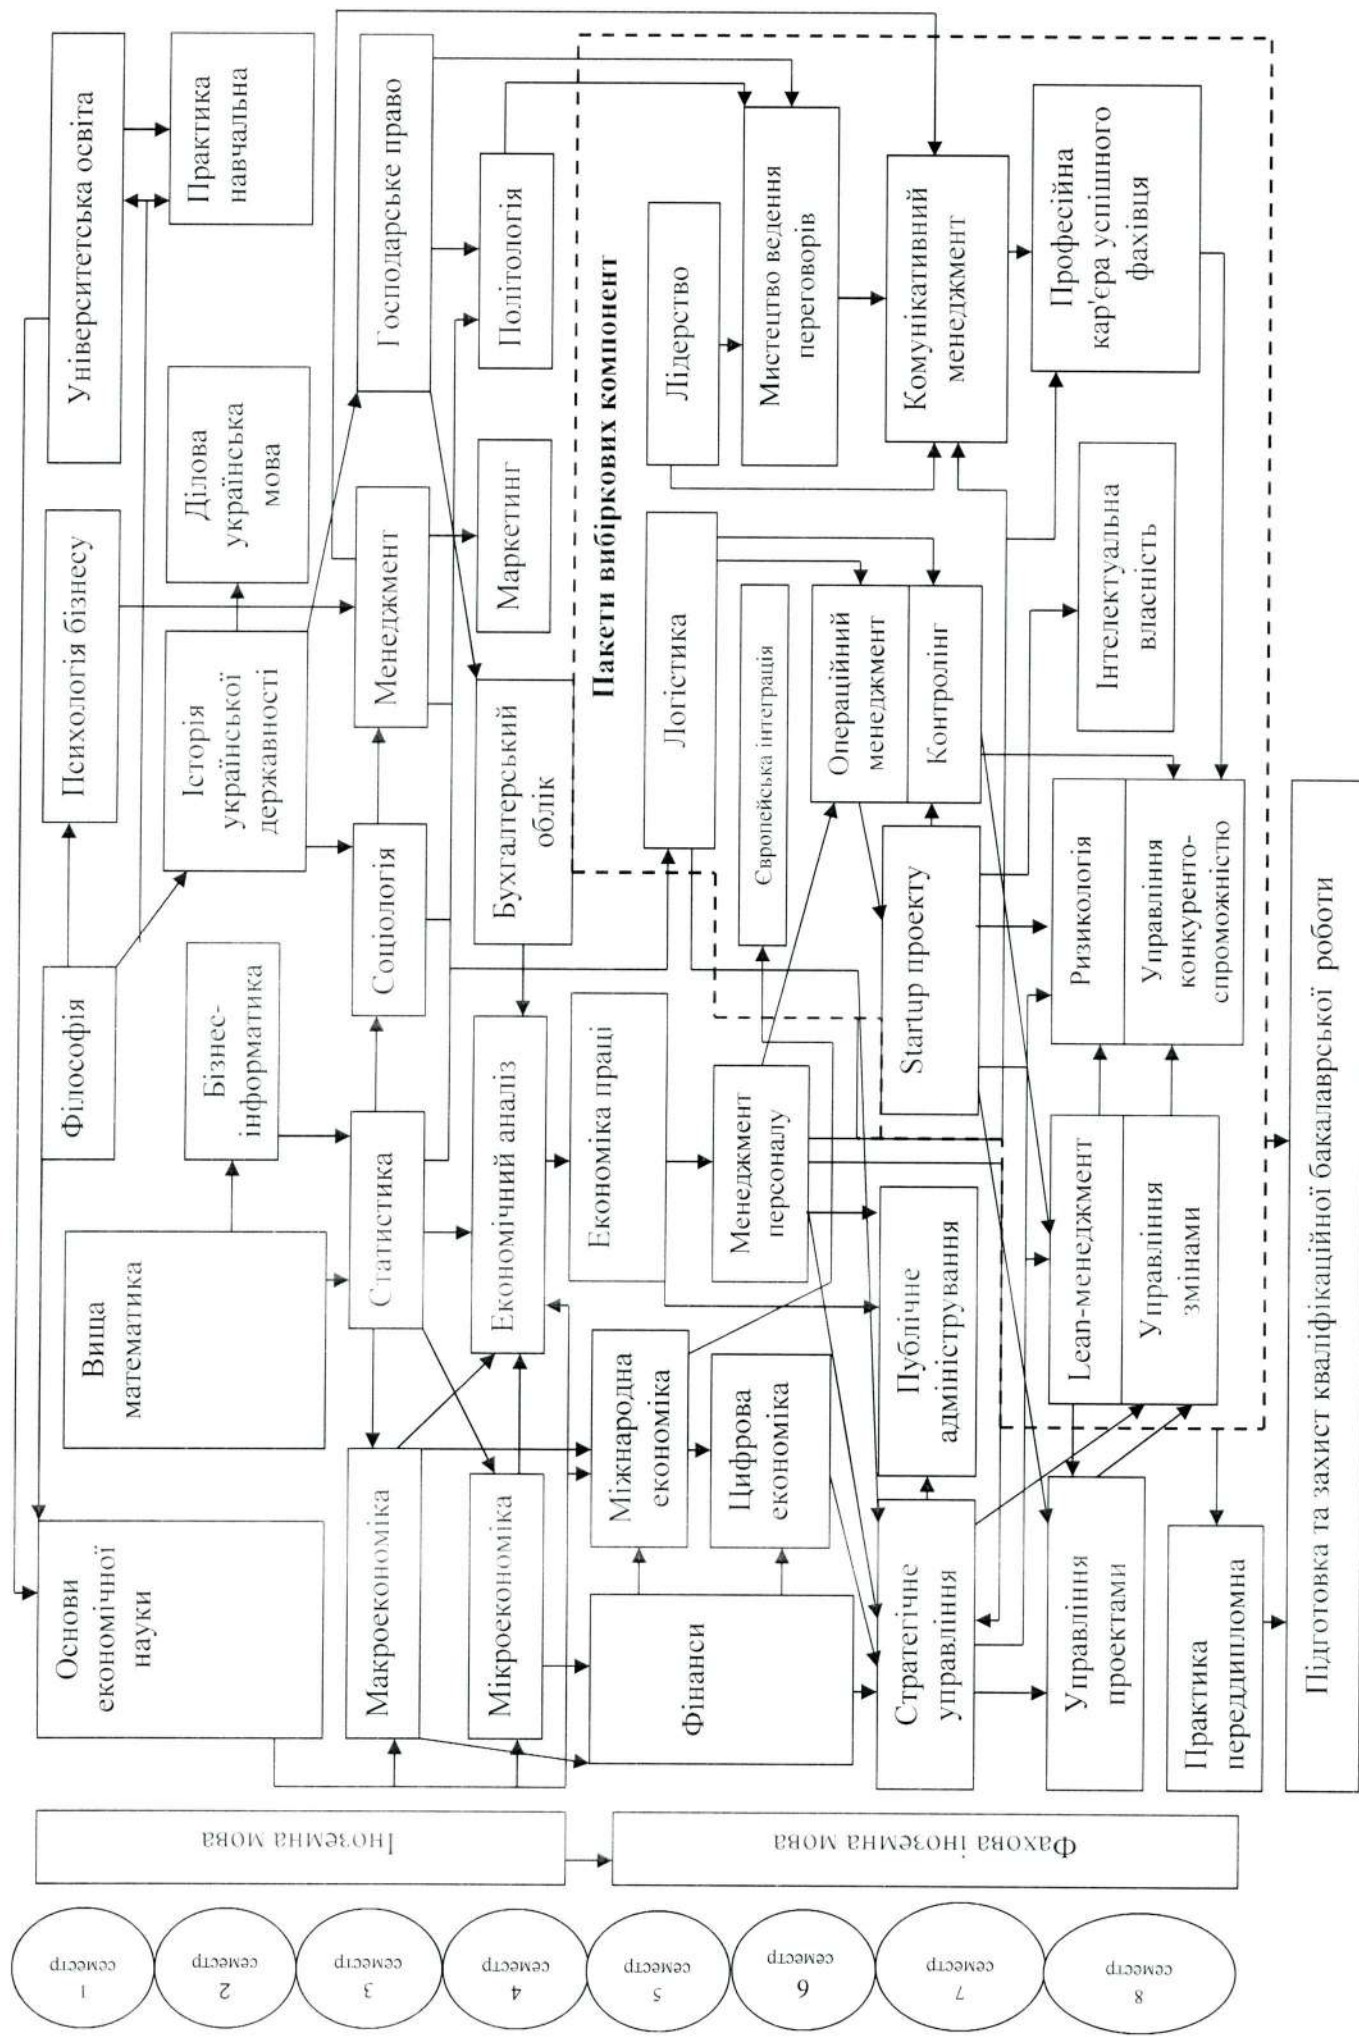 1
семестр
2
семестр
3
семестр
4
семестр
5
семестр
6
семестр
7
семестр
8
семестр
Іноземна мова
Фахова іноземна мова
Основи
економічної
науки
Вища
математика
Філософія
Психологія бізнесу
Університетська освіта
Бізнес-
інформатика
Історія
української
державності
Ділова
українська
мова
Практика
навчальна
Макроекономіка
Статистика
Соціологія
Менеджмент
Господарське право
Мікроекономіка
Економічний аналіз
Бухгалтерський
облік
Маркетинг
Політологія
Пакети вибіркових компонент
Фінанси
Міжнародна
економіка
Економіка праці
Логістика
Лідерство
Цифрова
економіка
Менеджмент
персоналу
Європейська інтеграція
Мистецтво ведення
переговорів
Операційний
менеджмент
Контролінг
Стратегічне
управління
Публічне
адміністрування
Startup проекту
Комунікативний
менеджмент
Управління
проектами
Lean-менеджмент
Управління
змінами
Ризикологія
Управління
конкуренто-
спроможністю
Інтелектуальна
власність
Професійна
кар'єра успішного
фахівця
Практика
переддипломна
Підготовка та захист кваліфікаційної бакалаврської роботи